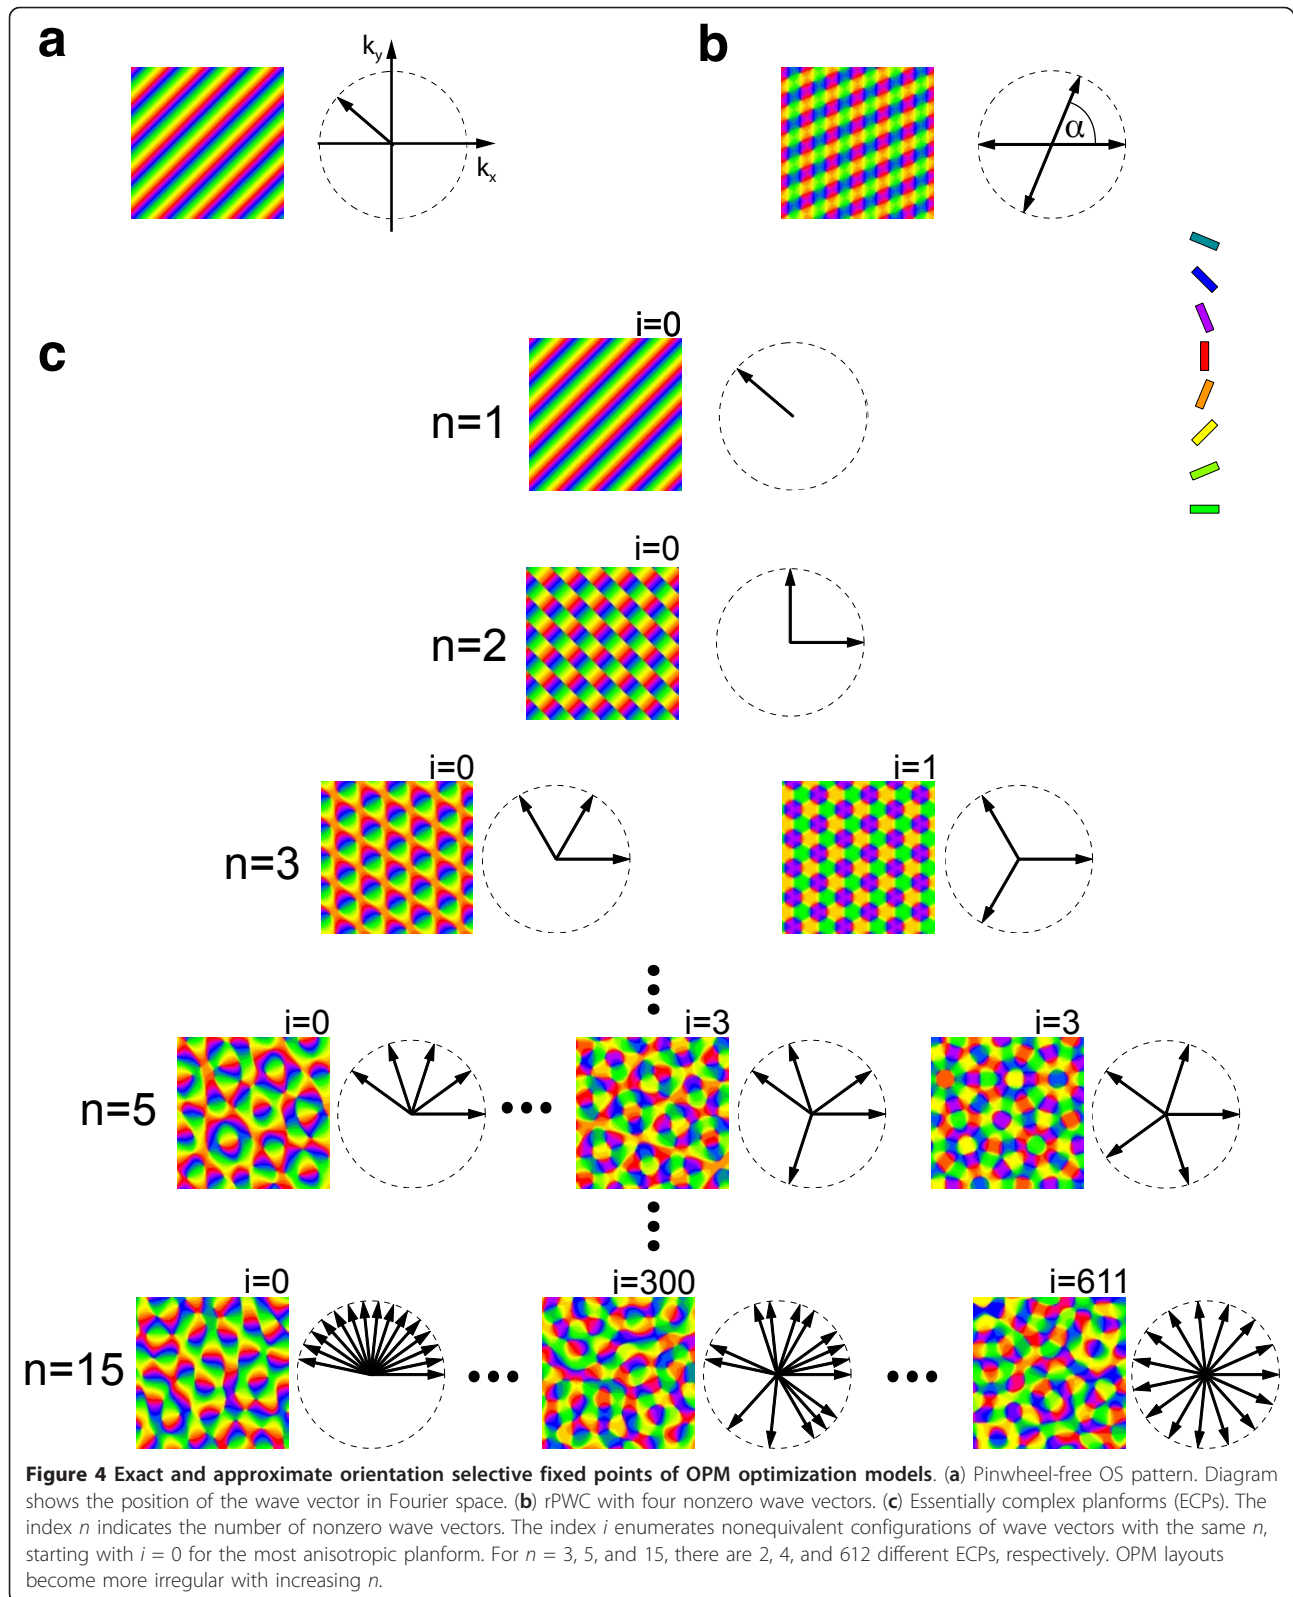 a
k_y
k_x
b
α
c
i=0
n=1
i=0
n=2
i=0
i=1
n=3
i=0
i=3
i=3
n=5
i=0
i=300
i=611
n=15
Figure 4 Exact and approximate orientation selective fixed points of OPM optimization models. (a) Pinwheel-free OS pattern. Diagram
shows the position of the wave vector in Fourier space. (b) rPWC with four nonzero wave vectors. (c) Essentially complex planforms (ECPs). The
index n indicates the number of nonzero wave vectors. The index i enumerates nonequivalent configurations of wave vectors with the same n,
starting with i = 0 for the most anisotropic planform. For n = 3, 5, and 15, there are 2, 4, and 612 different ECPs, respectively. OPM layouts
become more irregular with increasing n.